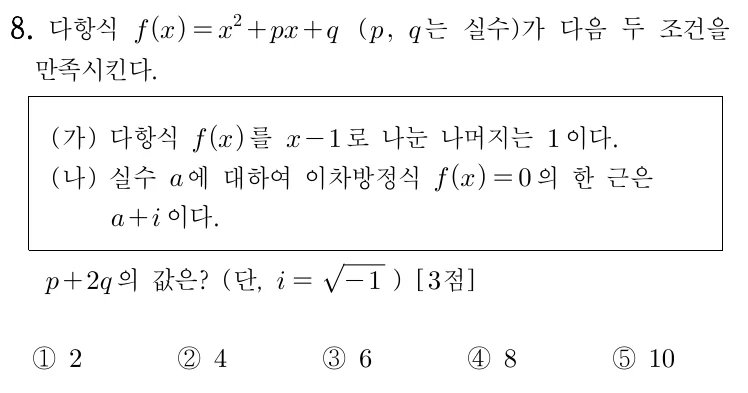 8. 다항식 f(x)=x²+px+q (p, q는 실수)가 다음 두 조건을
만족시킨다.
(가) 다항식 f(x)를 x-1로 나눈 나머지는 1이다.
(나) 실수 a에 대하여 이차방정식 f(x)=0의 한 근은
a+i이다.
p+2q의 값은? (단, i=√-1) [3점]
① 2 ② 4 ③ 6 ④ 8 ⑤ 10